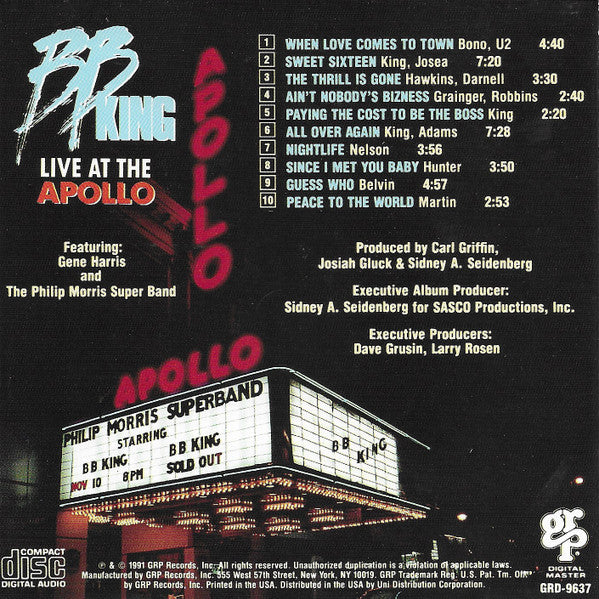 BB
KING
LIVE AT THE
APOLLO
Featuring:
Gene Harris
and
The Philip Morris Super Band
1 WHEN LOVE COMES TO TOWN Bono, U2 4:40
2 SWEET SIXTEEN King, Josea 7:20
3 THE THRILL IS GONE Hawkins, Darnell 3:30
4 AIN'T NOBODY'S BIZNESS Grainger, Robbins 2:40
5 PAYING THE COST TO BE THE BOSS King 2:20
6 ALL OVER AGAIN King, Adams 7:28
7 NIGHTLIFE Nelson 3:56
8 SINCE I MET YOU BABY Hunter 3:50
9 GUESS WHO Belvin 4:57
10 PEACE TO THE WORLD Martin 2:53
Produced by Carl Griffin,
Josiah Gluck & Sidney A. Seidenberg
Executive Album Producer:
Sidney A. Seidenberg for SASCO Productions, Inc.
Executive Producers:
Dave Grusin, Larry Rosen
APOLLO
APOLLO
PHILIP MORRIS SUPERBAND
STARRING
BB KING BB KING
NOV 10 8PM SOLD OUT
BB KING
COMPACT
disc
DIGITAL AUDIO
℗ & © 1991 GRP Records, Inc. All rights reserved. Unauthorized duplication is a violation of applicable laws.
Manufactured by GRP Records, Inc. 555 West 57th Street, New York, NY 10019. GRP Trademark Reg. U.S. Pat. Tm. Off.
by GRP Records, Inc. Printed in the USA. Distributed in the USA by Uni Distribution Corporation.
grp
DIGITAL
MASTER
GRD-9637